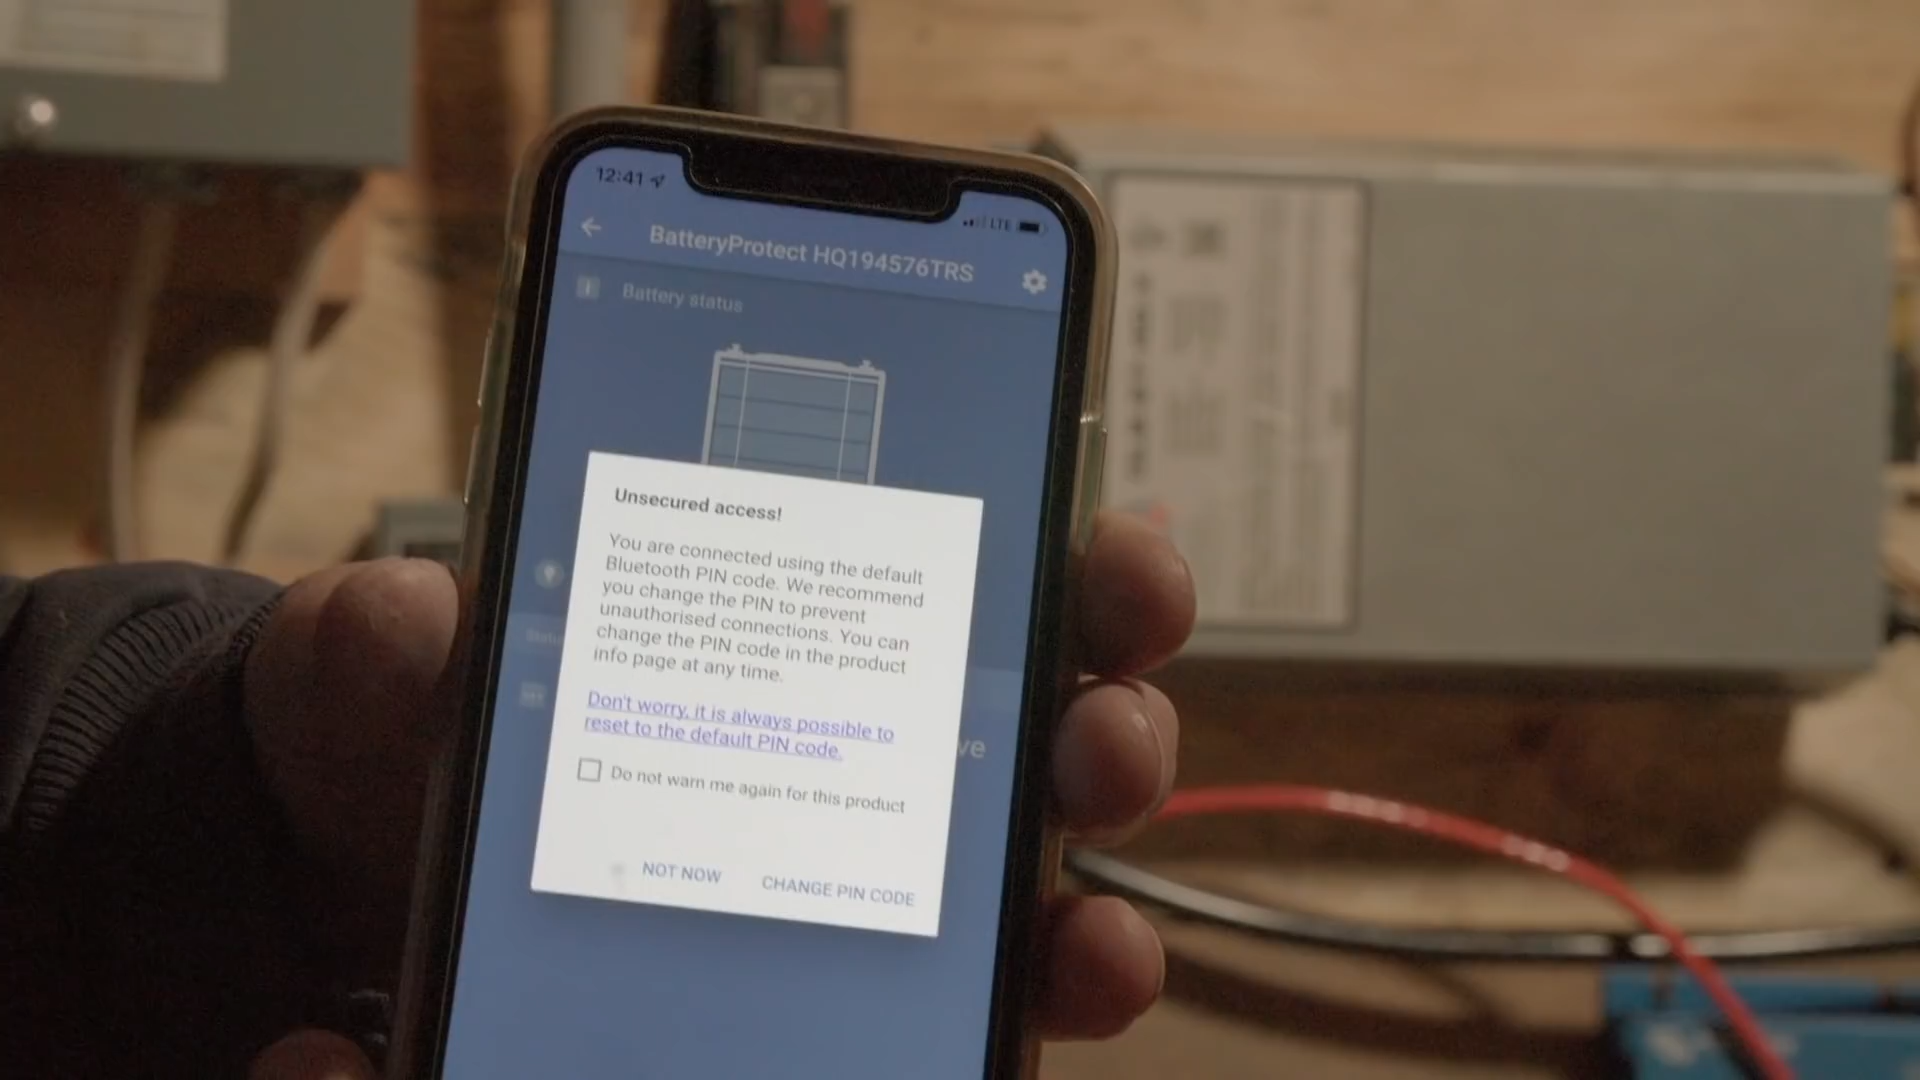 12:41
LTE
BatteryProtect HQ194576TRS
Battery status
Unsecured access!
You are connected using the default
Bluetooth PIN code. We recommend
you change the PIN to prevent
unauthorised connections. You can
change the PIN code in the product
info page at any time.
Don't worry, it is always possible to
reset to the default PIN code.
Do not warn me again for this product
NOT NOW
CHANGE PIN CODE